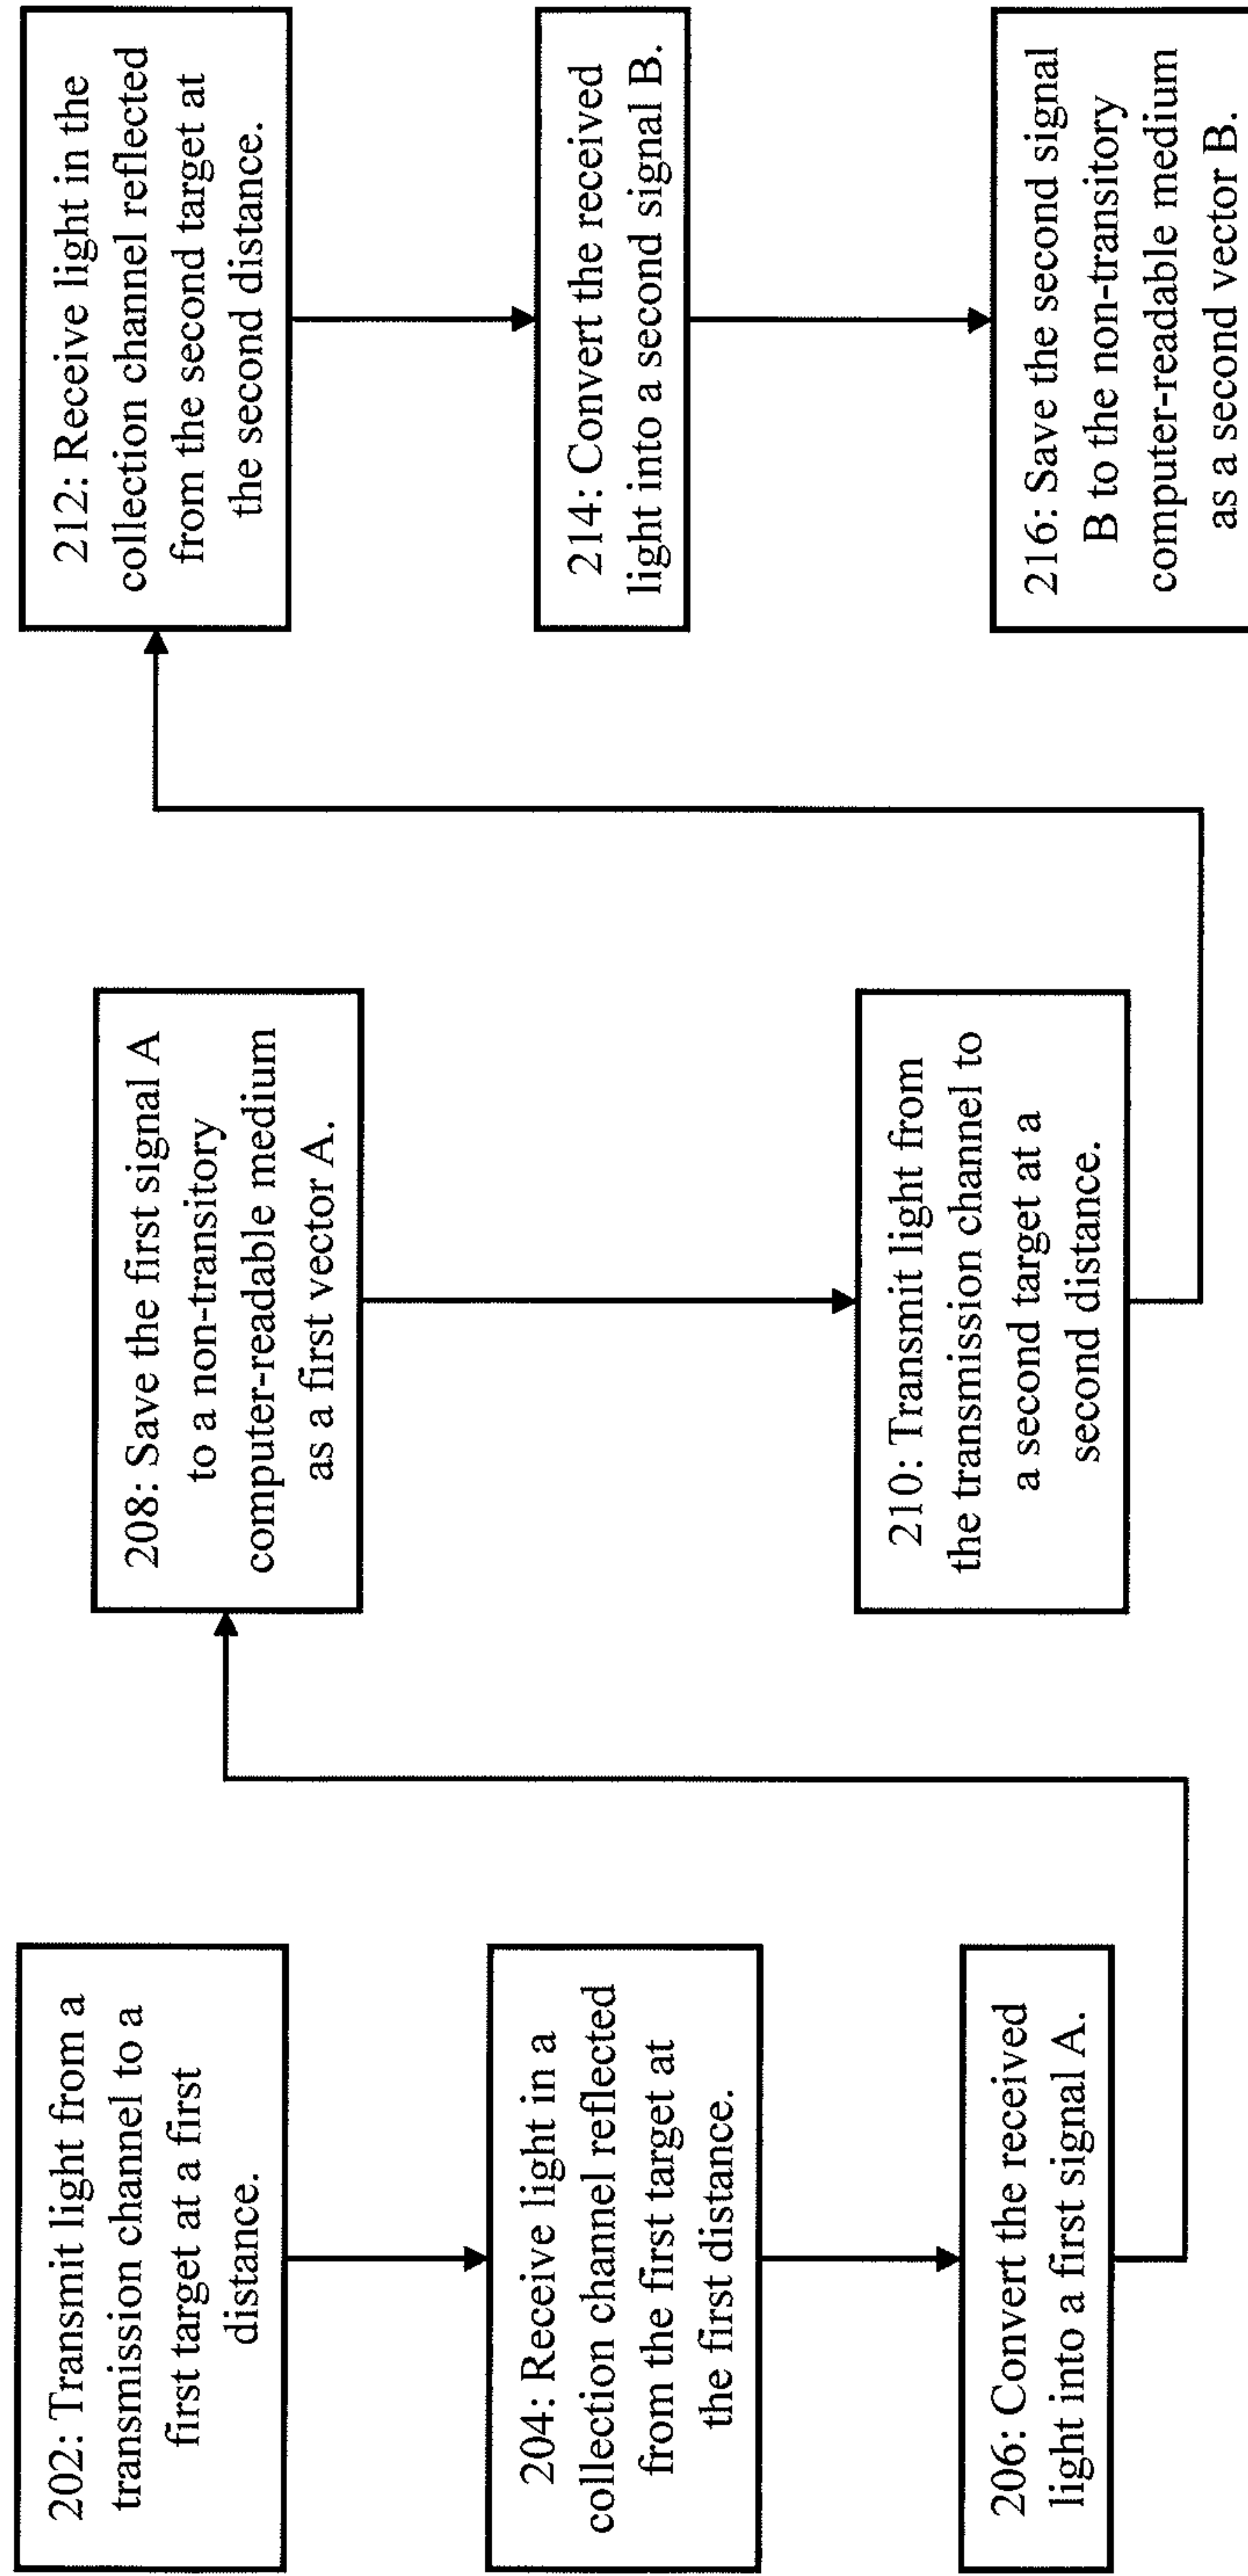 202: Transmit light from a
transmission channel to a
first target at a first
distance.
204: Receive light in a
collection channel reflected
from the first target at
the first distance.
206: Convert the received
light into a first signal A.
208: Save the first signal A
to a non-transitory
computer-readable medium
as a first vector A.
210: Transmit light from
the transmission channel to
a second target at a
second distance.
212: Receive light in the
collection channel reflected
from the second target at
the second distance.
214: Convert the received
light into a second signal B.
216: Save the second signal
B to the non-transitory
computer-readable medium
as a second vector B.